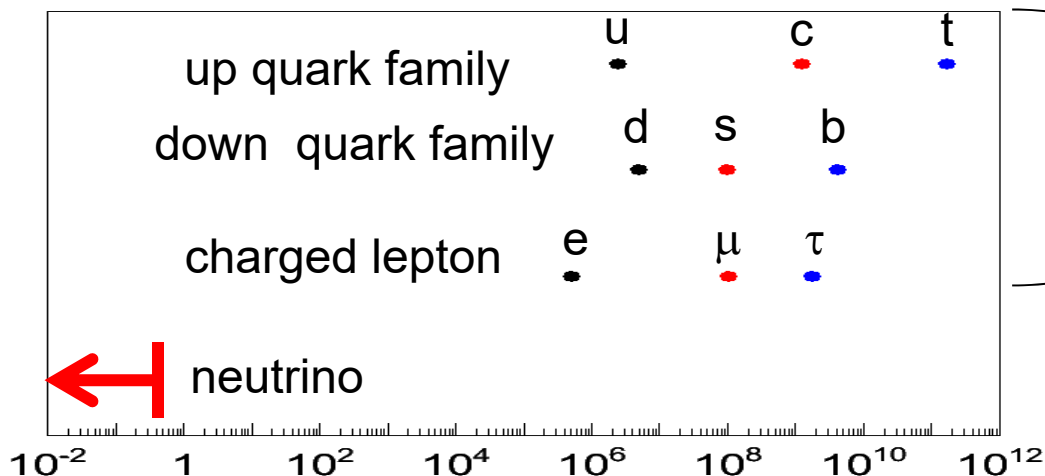 u c t
up quark family
d s b
down quark family
e μ τ
charged lepton
neutrino
10⁻² 1 10² 10⁴ 10⁶ 10⁸ 10¹⁰ 10¹²